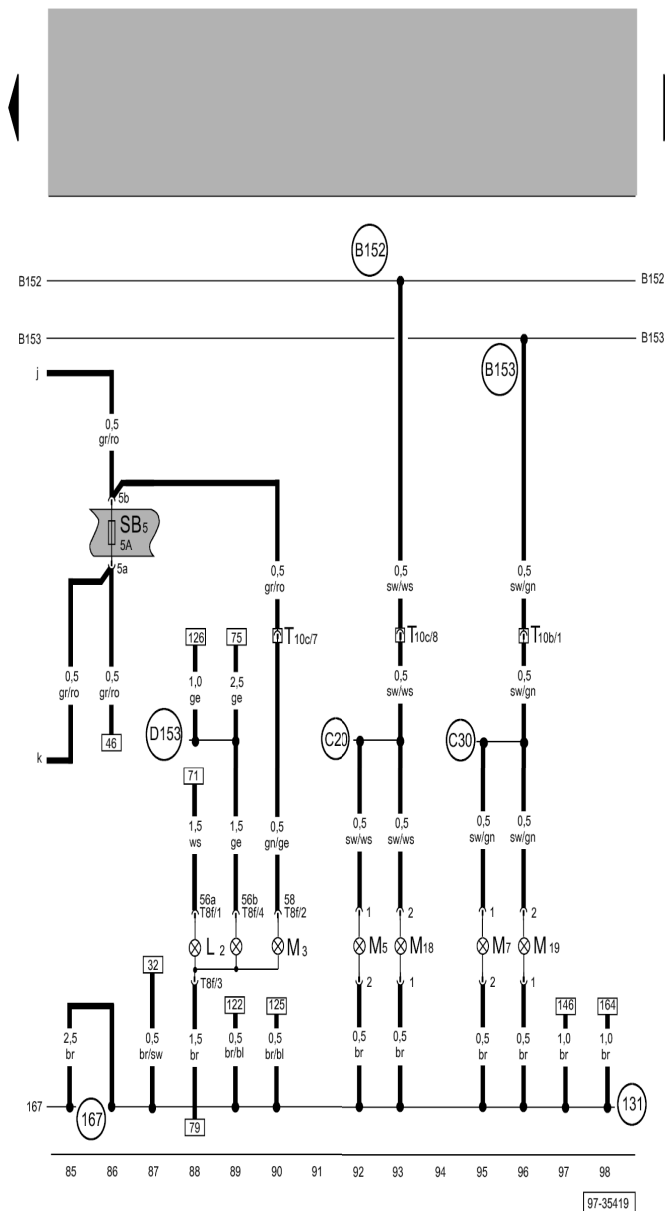 B152
B152 B152
B153 B153
B153
j
0,5
gr/ro
5b
SB5
5A
5a
0,5 0,5 0,5
gr/ro sw/ws sw/gn
126 75 T10c/7 T10c/8 T10b/1
0,5 0,5 1,0 2,5 0,5 0,5
gr/ro gr/ro ge ge sw/ws sw/gn
D153 C20 C30
46
k
71
1,5 1,5 0,5 0,5 0,5 0,5 0,5
ws ge gn/ge sw/ws sw/ws sw/gn sw/gn
56a 56b 58
T8f/1 T8f/4 T8f/2 1 2 1 2
L2 M3 M5 M18 M7 M19
32
T8f/3 2 1 2 1
122 125 146 164
2,5 0,5 1,5 0,5 0,5 0,5 0,5 0,5 0,5 1,0 1,0
br br/sw br br/bl br/bl br br br br br br
167 167 131
79
85 86 87 88 89 90 91 92 93 94 95 96 97 98
97-35419